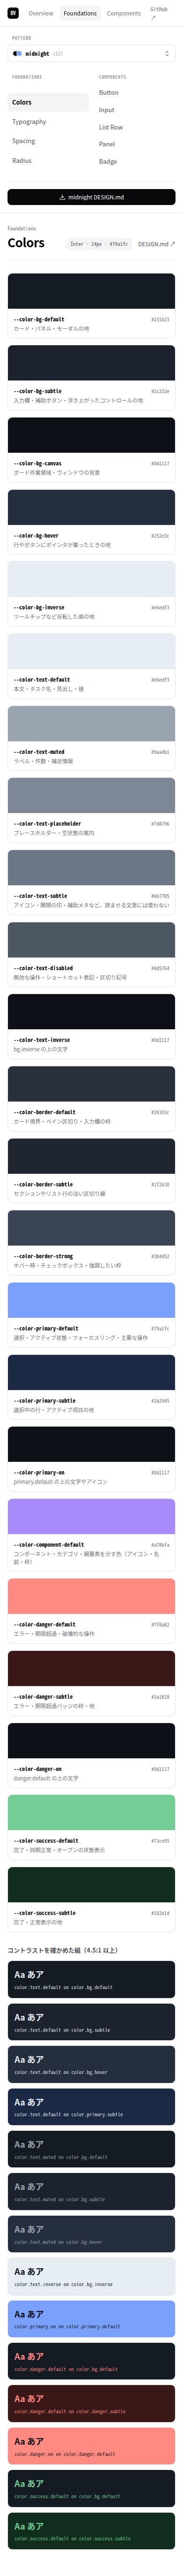 DV
Overview
Foundations
Components
GitHub ↗
PATTERN
midnight
FOUNDATIONS
Colors
Typography
Spacing
Radius
COMPONENTS
Button
Input
List Row
Panel
Badge
midnight DESIGN.md
Foundations
Colors
Inter · 14px · #79a1fc
DESIGN.md ↗
--color-bg-default
#151b23
カード・パネル・モーダルの地
--color-bg-subtle
#1c232e
入力欄・補助ボタン・浮き上がったコントロールの地
--color-bg-canvas
#0d1117
ボード作業領域・ウィンドウの背景
--color-bg-hover
#252e3c
行やボタンにポインタが乗ったときの地
--color-bg-inverse
#e6edf3
ツールチップなど反転した面の地
--color-text-default
#e6edf3
本文・タスク名・見出し・値
--color-text-muted
#9aa4b1
ラベル・件数・補足情報
--color-text-placeholder
#7d8796
プレースホルダー・空状態の案内
--color-text-subtle
#6b7785
アイコン・開閉の印・補助メタなど。読ませる文章には使わない
--color-text-disabled
#4d5764
無効な操作・ショートカット表記・区切り記号
--color-text-inverse
#0d1117
bg.inverse の上の文字
--color-border-default
#28303c
カード境界・ペイン区切り・入力欄の枠
--color-border-subtle
#1f2630
セクションやリスト行の淡い区切り線
--color-border-strong
#3b4452
ホバー時・チェックボックス・強調したい枠
--color-primary-default
#79a1fc
選択・アクティブ状態・フォーカスリング・主要な操作
--color-primary-subtle
#1b2945
選択中の行・アクティブ項目の地
--color-primary-on
#0d1117
primary.default の上の文字やアイコン
--color-component-default
#a78bfa
コンポーネント・カテゴリ・親要素を示す色（アイコン・名前・枠）
--color-danger-default
#ff8a82
エラー・期限超過・破壊的な操作
--color-danger-subtle
#3a1818
エラー・期限超過バッジの枠・地
--color-danger-on
#0d1117
danger.default の上の文字
--color-success-default
#73ce95
完了・同期正常・オープンの状態表示
--color-success-subtle
#102d1d
完了・正常表示の地
コントラストを確かめた組（4.5:1 以上）
Aa あア
color.text.default on color.bg.default
Aa あア
color.text.default on color.bg.subtle
Aa あア
color.text.default on color.bg.hover
Aa あア
color.text.default on color.primary.subtle
Aa あア
color.text.muted on color.bg.default
Aa あア
color.text.muted on color.bg.subtle
Aa あア
color.text.muted on color.bg.hover
Aa あア
color.text.inverse on color.bg.inverse
Aa あア
color.primary.on on color.primary.default
Aa あア
color.danger.default on color.bg.default
Aa あア
color.danger.default on color.danger.subtle
Aa あア
color.danger.on on color.danger.default
Aa あア
color.success.default on color.bg.default
Aa あア
color.success.default on color.success.subtle